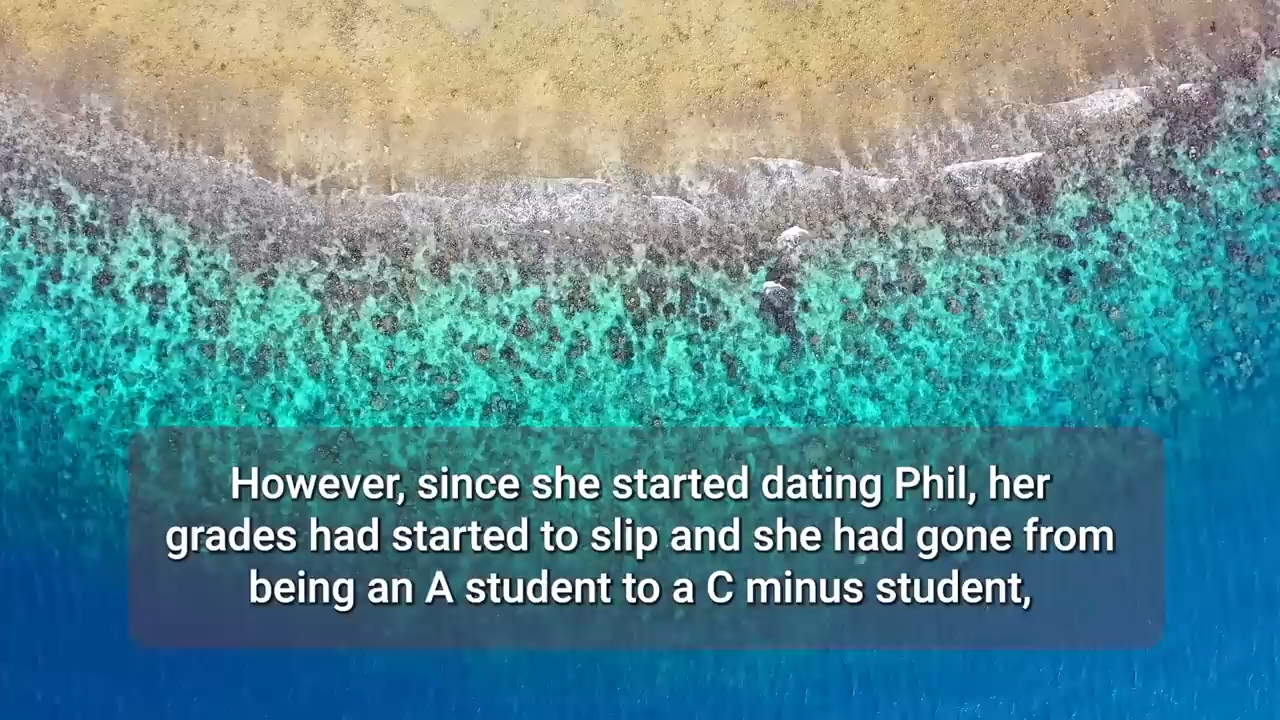 However, since she started dating Phil, her
grades had started to slip and she had gone from
being an A student to a C minus student,